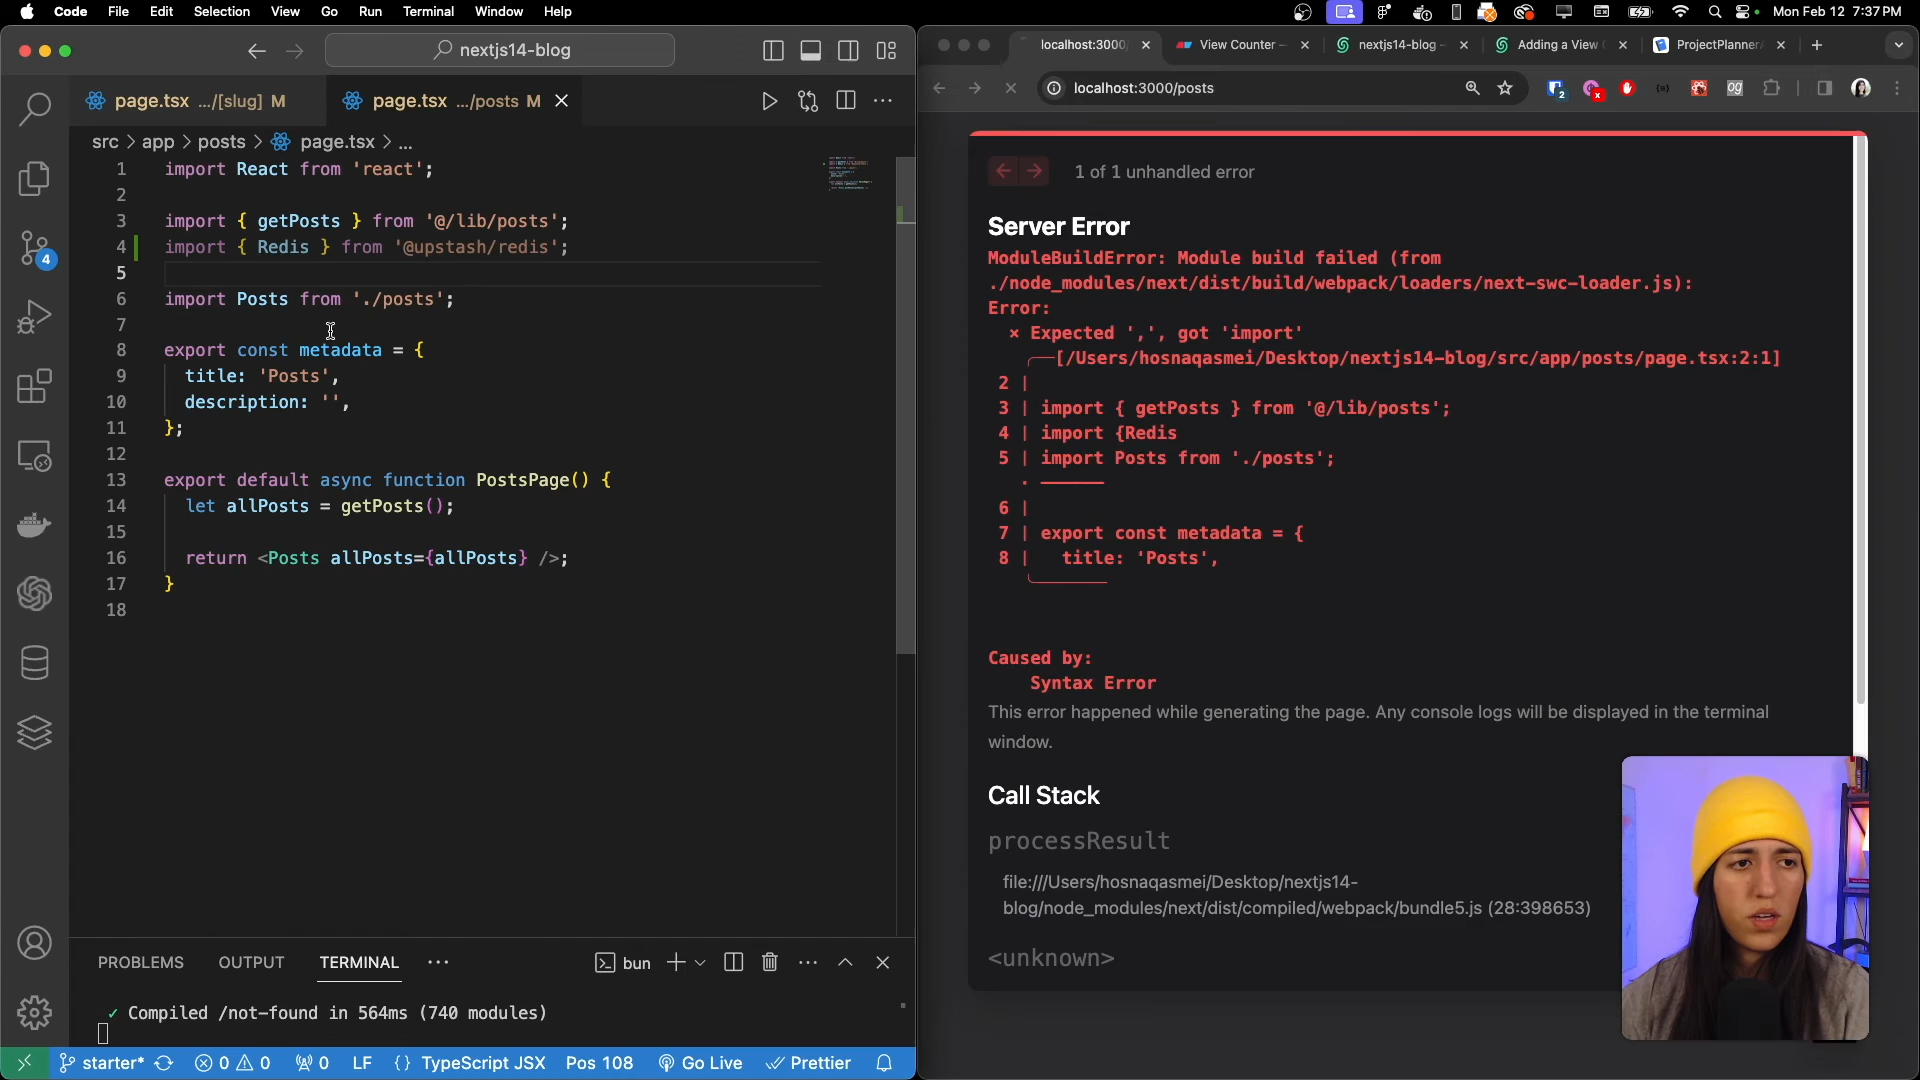 Code File Edit Selection View Go Run Terminal Window Help
Mon Feb 12 7:37 PM
nextjs14-blog
page.tsx .../[slug] M
page.tsx .../posts M
src > app > posts > page.tsx > ...
1 import React from 'react';
2
3 import { getPosts } from '@/lib/posts';
4 import { Redis } from '@upstash/redis';
5
6 import Posts from './posts';
7
8 export const metadata = {
9 title: 'Posts',
10 description: '',
11 };
12
13 export default async function PostsPage() {
14 let allPosts = getPosts();
15
16 return <Posts allPosts={allPosts} />;
17 }
18
4
PROBLEMS OUTPUT TERMINAL ... bun
✓ Compiled /not-found in 564ms (740 modules)
starter* 0 0 0 LF {} TypeScript JSX Pos 108 Go Live Prettier
localhost:3000/
View Counter –
nextjs14-blog -
Adding a View
ProjectPlanner
localhost:3000/posts
2
x
og
1 of 1 unhandled error
Server Error
ModuleBuildError: Module build failed (from
./node_modules/next/dist/build/webpack/loaders/next-swc-loader.js):
Error:
× Expected ',', got 'import'
[/Users/hosnaqasmei/Desktop/nextjs14-blog/src/app/posts/page.tsx:2:1]
2 |
3 | import { getPosts } from '@/lib/posts';
4 | import {Redis
5 | import Posts from './posts';
6 |
7 | export const metadata = {
8 | title: 'Posts',
Caused by:
Syntax Error
This error happened while generating the page. Any console logs will be displayed in the terminal
window.
Call Stack
processResult
file:///Users/hosnaqasmei/Desktop/nextjs14-
blog/node_modules/next/dist/compiled/webpack/bundle5.js (28:398653)
<unknown>